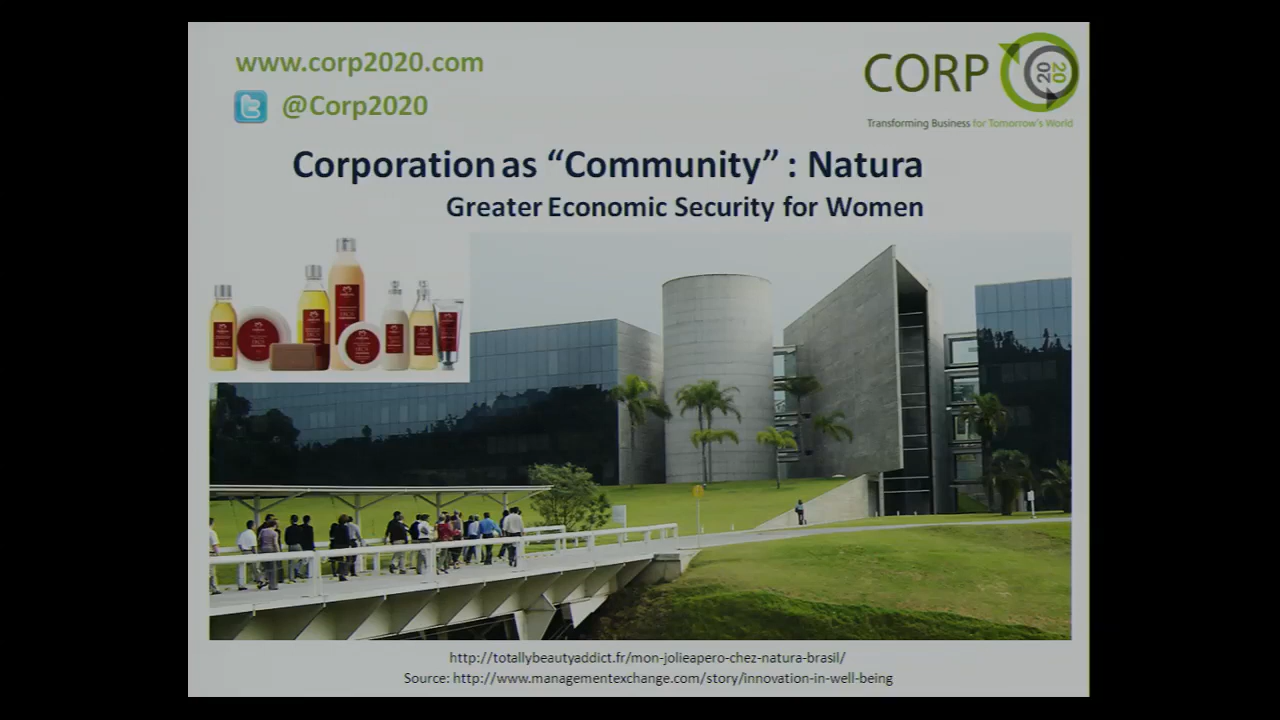 www.corp2020.com
@Corp2020
CORP 2020
Transforming Business for Tomorrow's World
Corporation as “Community” : Natura
Greater Economic Security for Women
http://totallybeautyaddict.fr/mon-jolieapero-chez-natura-brasil/
Source: http://www.managementexchange.com/story/innovation-in-well-being